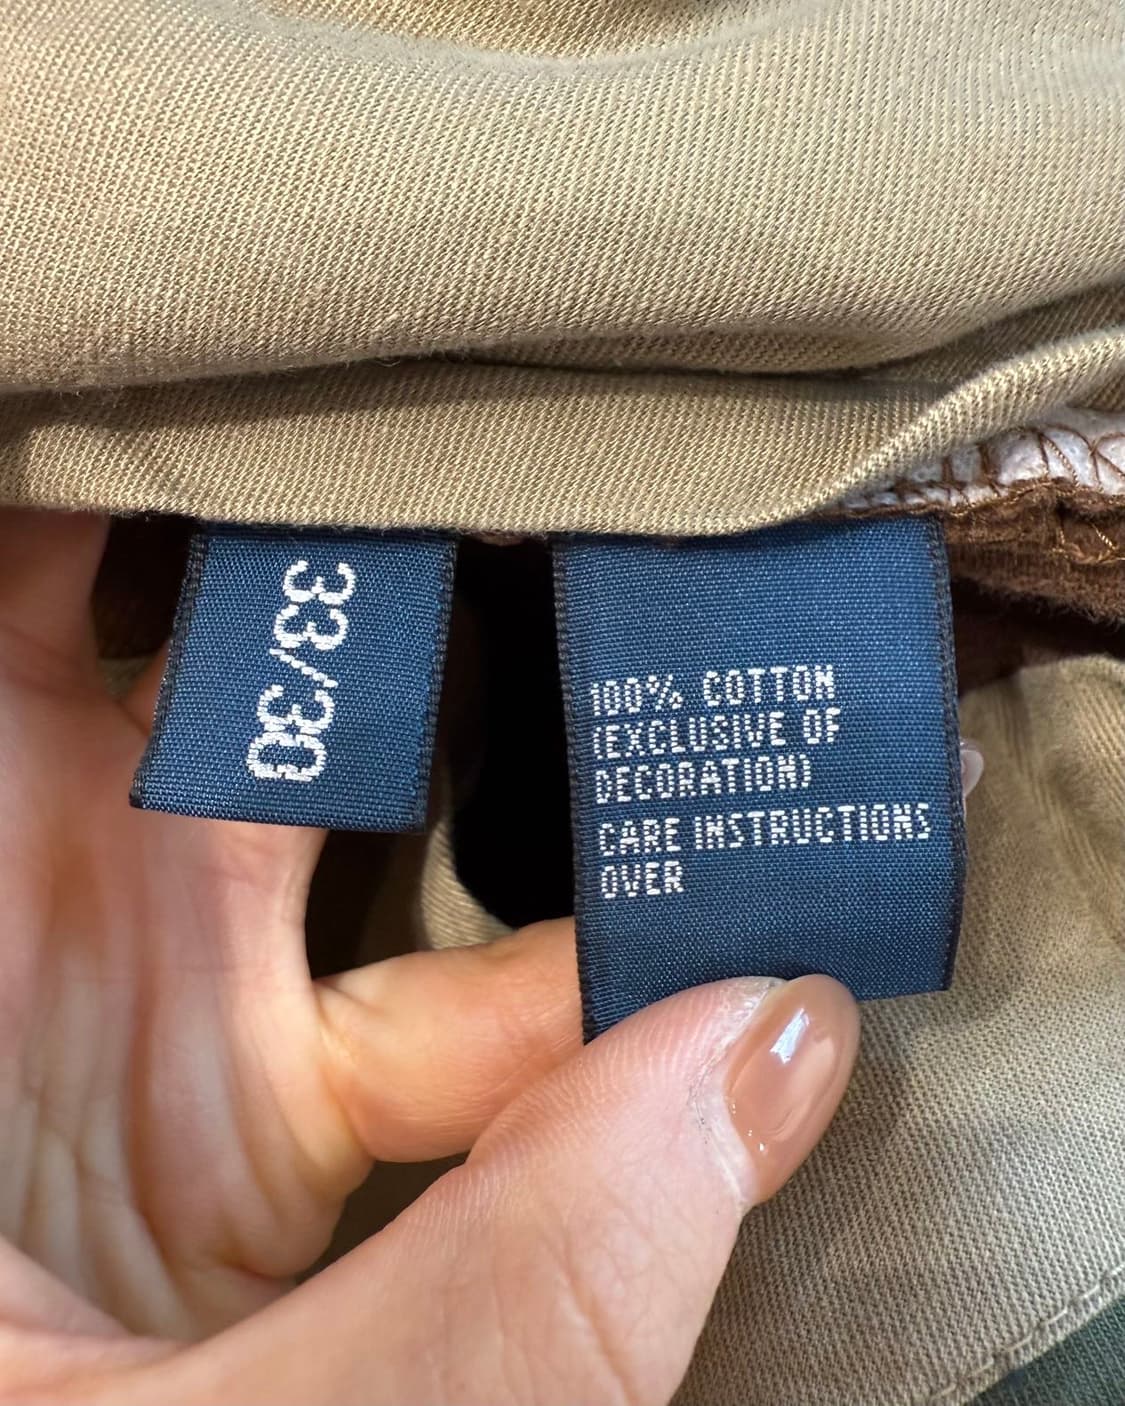 33/30
100% COTTON
(EXCLUSIVE OF
DECORATION)
CARE INSTRUCTIONS
OVER